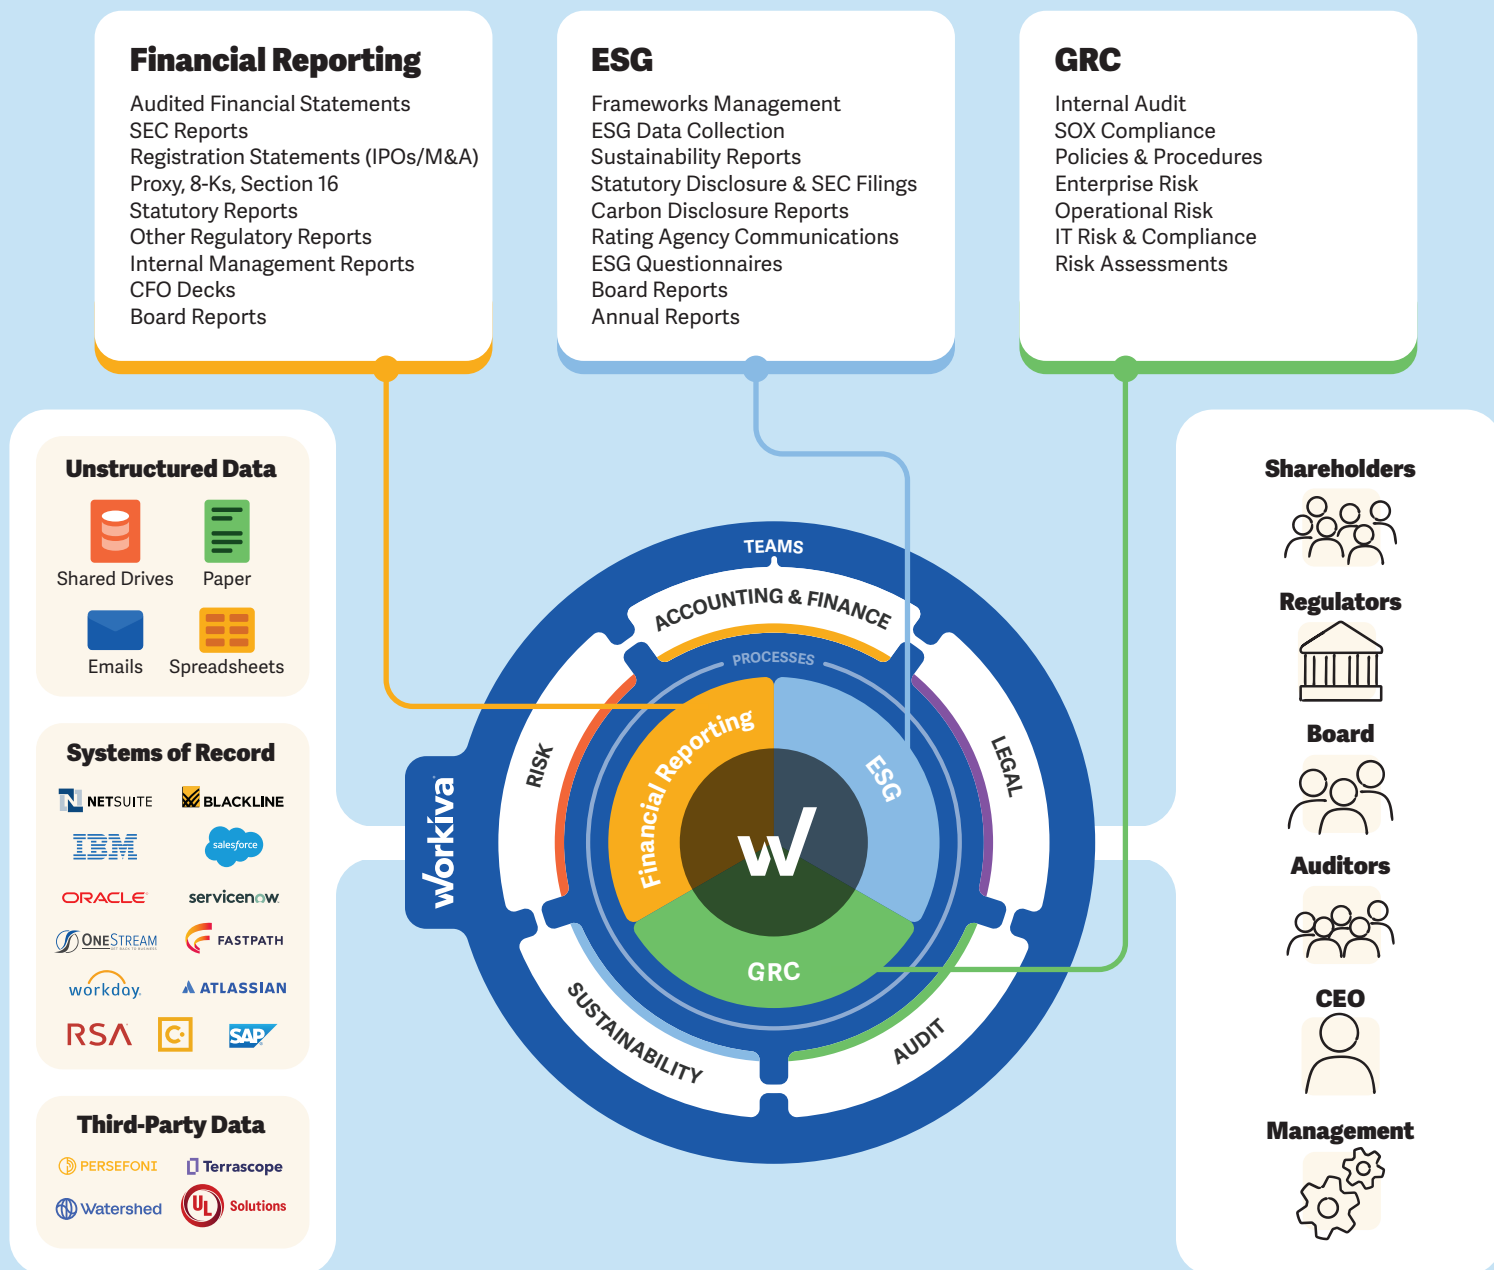 Financial Reporting
Audited Financial Statements
SEC Reports
Registration Statements (IPOs/M&A)
Proxy, 8-Ks, Section 16
Statutory Reports
Other Regulatory Reports
Internal Management Reports
CFO Decks
Board Reports
ESG
Frameworks Management
ESG Data Collection
Sustainability Reports
Statutory Disclosure & SEC Filings
Carbon Disclosure Reports
Rating Agency Communications
ESG Questionnaires
Board Reports
Annual Reports
GRC
Internal Audit
SOX Compliance
Policies & Procedures
Enterprise Risk
Operational Risk
IT Risk & Compliance
Risk Assessments
Unstructured Data
Shared Drives
Paper
Emails
Spreadsheets
Systems of Record
NETSUITE
BLACKLINE
IBM
salesforce
ORACLE
servicenow
ONESTREAM
FASTPATH
workday.
ATLASSIAN
RSA
C
SAP
Third-Party Data
PERSEFONI
Terrascope
Watershed
UL Solutions
workiva
TEAMS
ACCOUNTING & FINANCE
PROCESSES
RISK
LEGAL
Financial Reporting
ESG
W
GRC
SUSTAINABILITY
AUDIT
Shareholders
Regulators
Board
Auditors
CEO
Management